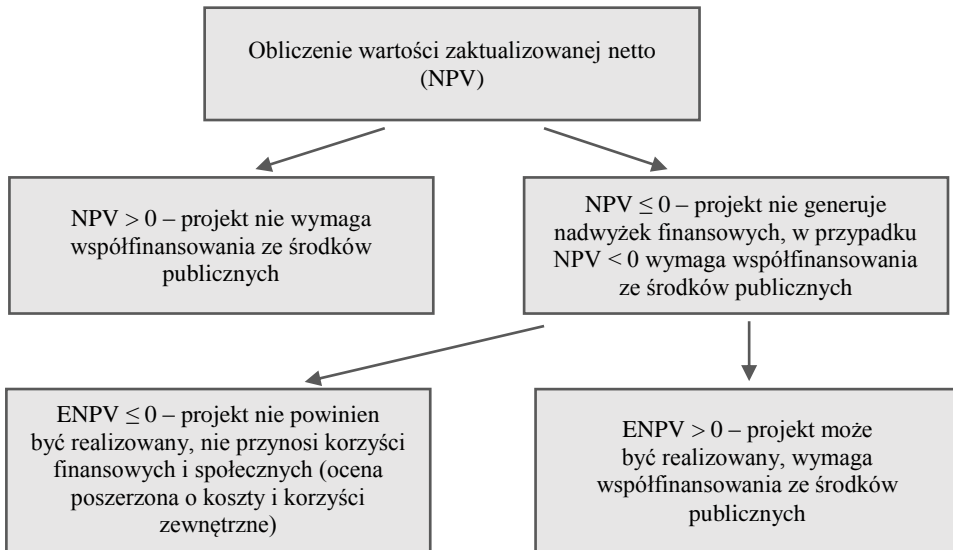 Obliczenie wartości zaktualizowanej netto
(NPV)
NPV > 0 – projekt nie wymaga
współfinansowania ze środków
publicznych
NPV ≤ 0 – projekt nie generuje
nadwyżek finansowych, w przypadku
NPV < 0 wymaga współfinansowania
ze środków publicznych
ENPV ≤ 0 – projekt nie powinien
być realizowany, nie przynosi korzyści
finansowych i społecznych (ocena
poszerzona o koszty i korzyści
zewnętrzne)
ENPV > 0 – projekt może
być realizowany, wymaga
współfinansowania ze środków
publicznych